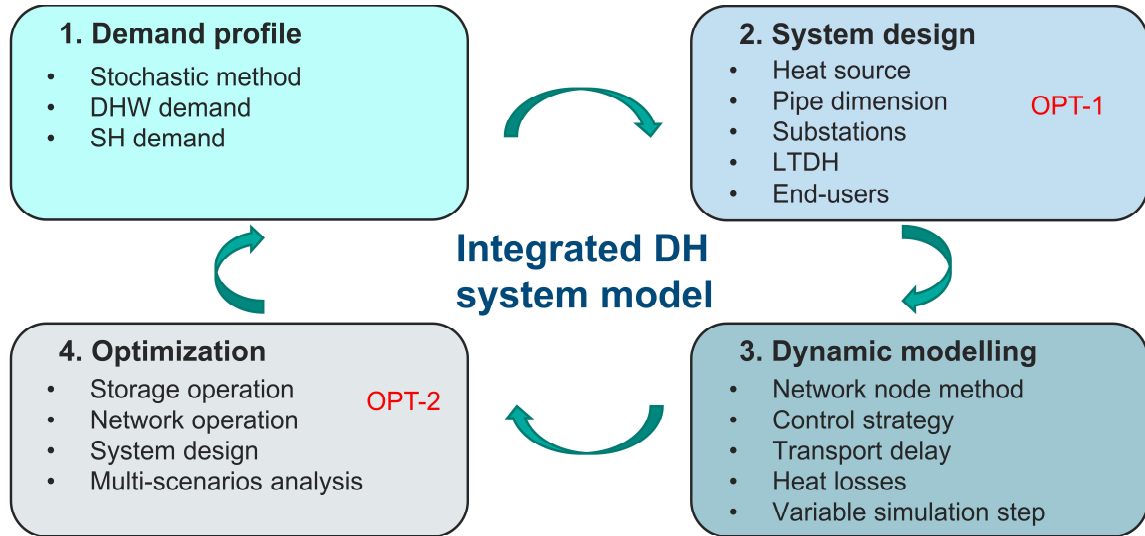 1. Demand profile
• Stochastic method
• DHW demand
• SH demand
2. System design
• Heat source
• Pipe dimension
• Substations
• LTDH
• End-users
OPT-1
Integrated DH
system model
4. Optimization
• Storage operation
• Network operation
• System design
• Multi-scenarios analysis
OPT-2
3. Dynamic modelling
• Network node method
• Control strategy
• Transport delay
• Heat losses
• Variable simulation step